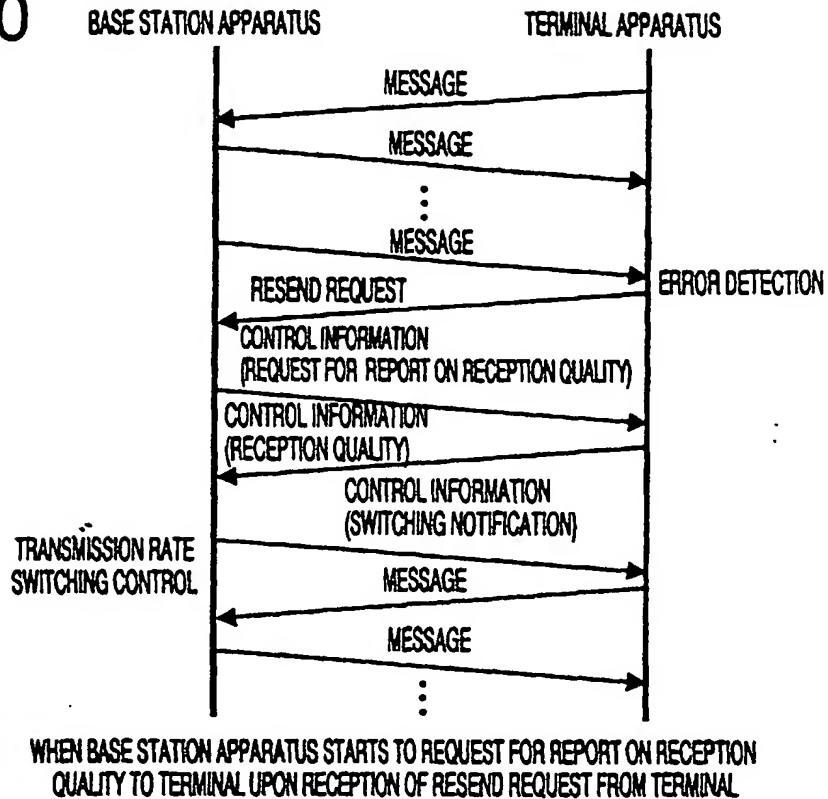 0
BASE STATION APPARATUS
TERMINAL APPARATUS
MESSAGE
MESSAGE
MESSAGE
ERROR DETECTION
RESEND REQUEST
CONTROL INFORMATION
(REQUEST FOR REPORT ON RECEPTION QUALITY)
CONTROL INFORMATION
(RECEPTION QUALITY)
CONTROL INFORMATION
(SWITCHING NOTIFICATION)
TRANSMISSION RATE
SWITCHING CONTROL
MESSAGE
MESSAGE
WHEN BASE STATION APPARATUS STARTS TO REQUEST FOR REPORT ON RECEPTION
QUALITY TO TERMINAL UPON RECEPTION OF RESEND REQUEST FROM TERMINAL